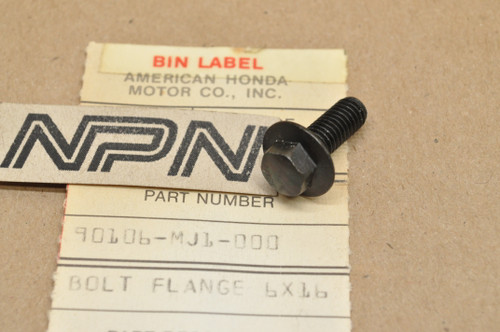 BIN LABEL
AMERICAN HONDA
MOTOR CO., INC.
NPN
PART NUMBER
90106-MJ1-000
BOLT FLANGE 6X16